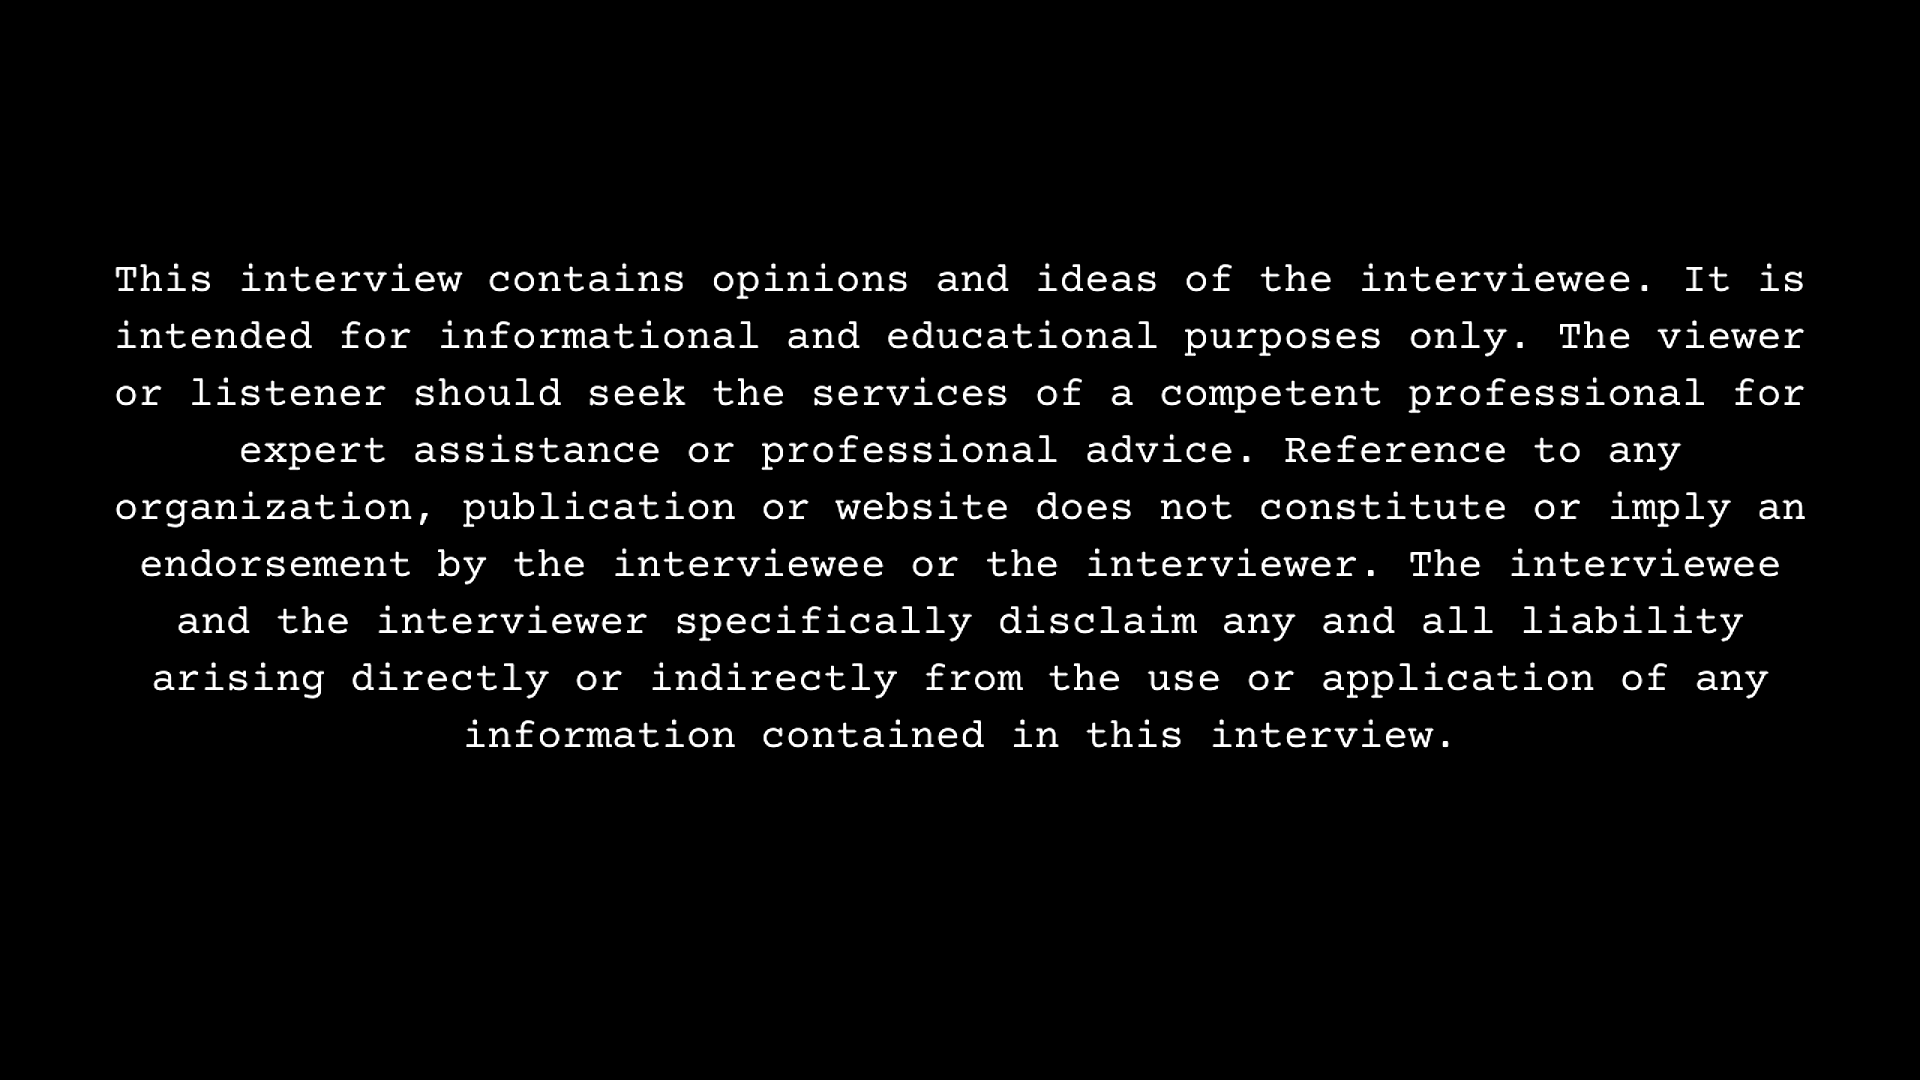 This interview contains opinions and ideas of the interviewee. It is
intended for informational and educational purposes only. The viewer
or listener should seek the services of a competent professional for
expert assistance or professional advice. Reference to any
organization, publication or website does not constitute or imply an
endorsement by the interviewee or the interviewer. The interviewee
and the interviewer specifically disclaim any and all liability
arising directly or indirectly from the use or application of any
information contained in this interview.